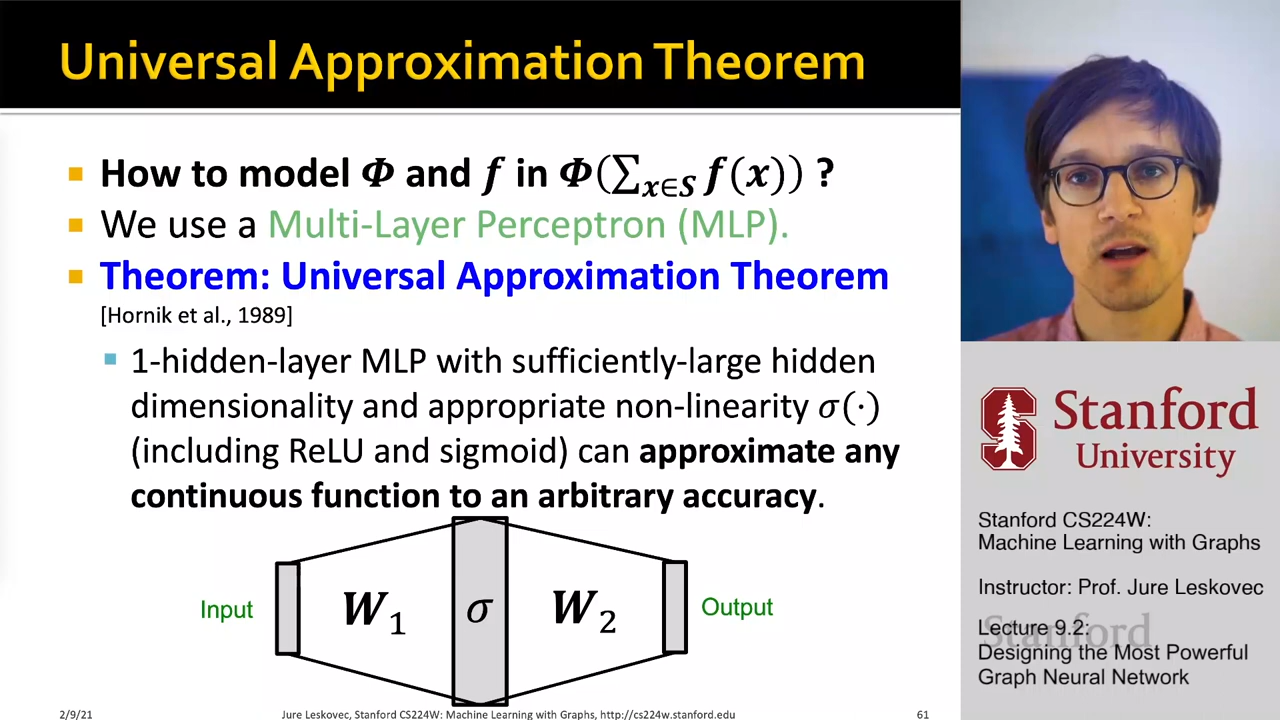 Universal Approximation Theorem
How to model Φ and f in Φ(∑x∈S f(x)) ?
We use a Multi-Layer Perceptron (MLP).
Theorem: Universal Approximation Theorem
[Hornik et al., 1989]
1-hidden-layer MLP with sufficiently-large hidden
dimensionality and appropriate non-linearity σ(·)
(including ReLU and sigmoid) can approximate any
continuous function to an arbitrary accuracy.
Input
W1
σ
W2
Output
2/9/21
Jure Leskovec, Stanford CS224W: Machine Learning with Graphs, http://cs224w.stanford.edu
61
S
Stanford
University
Stanford CS224W:
Machine Learning with Graphs
Instructor: Prof. Jure Leskovec
Stanford
Lecture 9.2:
Designing the Most Powerful
Graph Neural Network